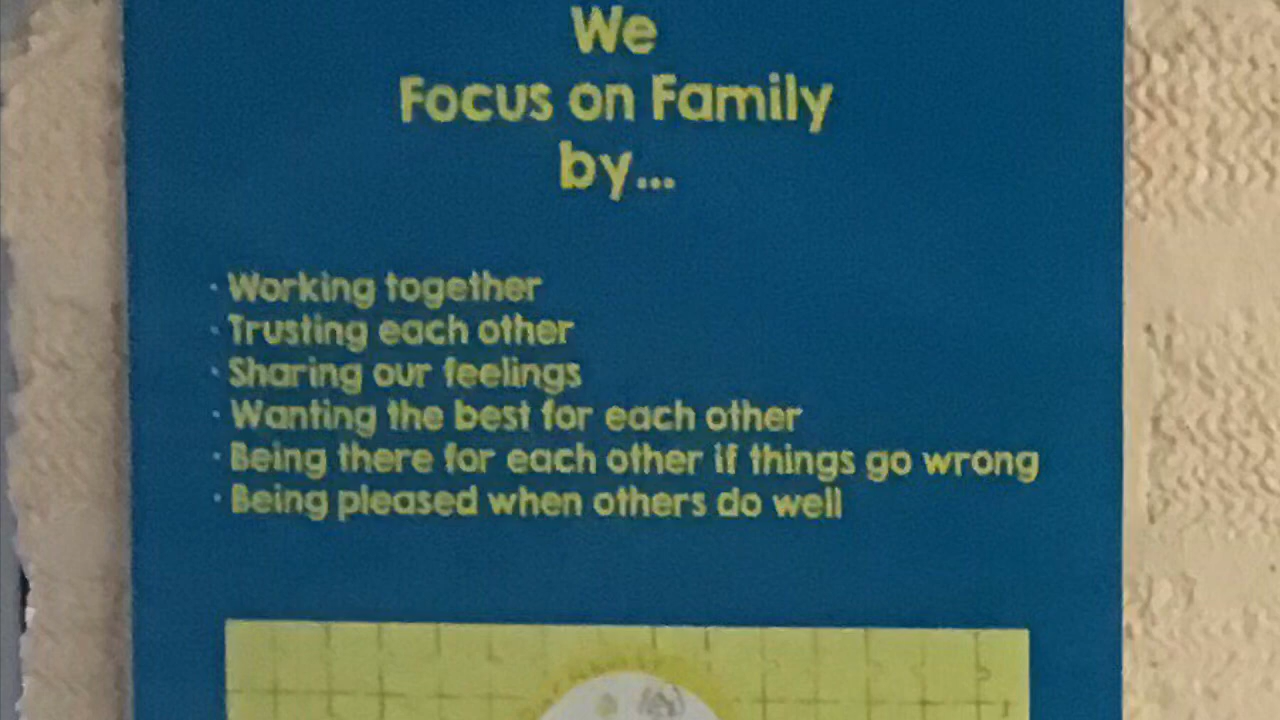 We
Focus on Family
by...
· Working together
· Trusting each other
· Sharing our feelings
· Wanting the best for each other
· Being there for each other if things go wrong
· Being pleased when others do well